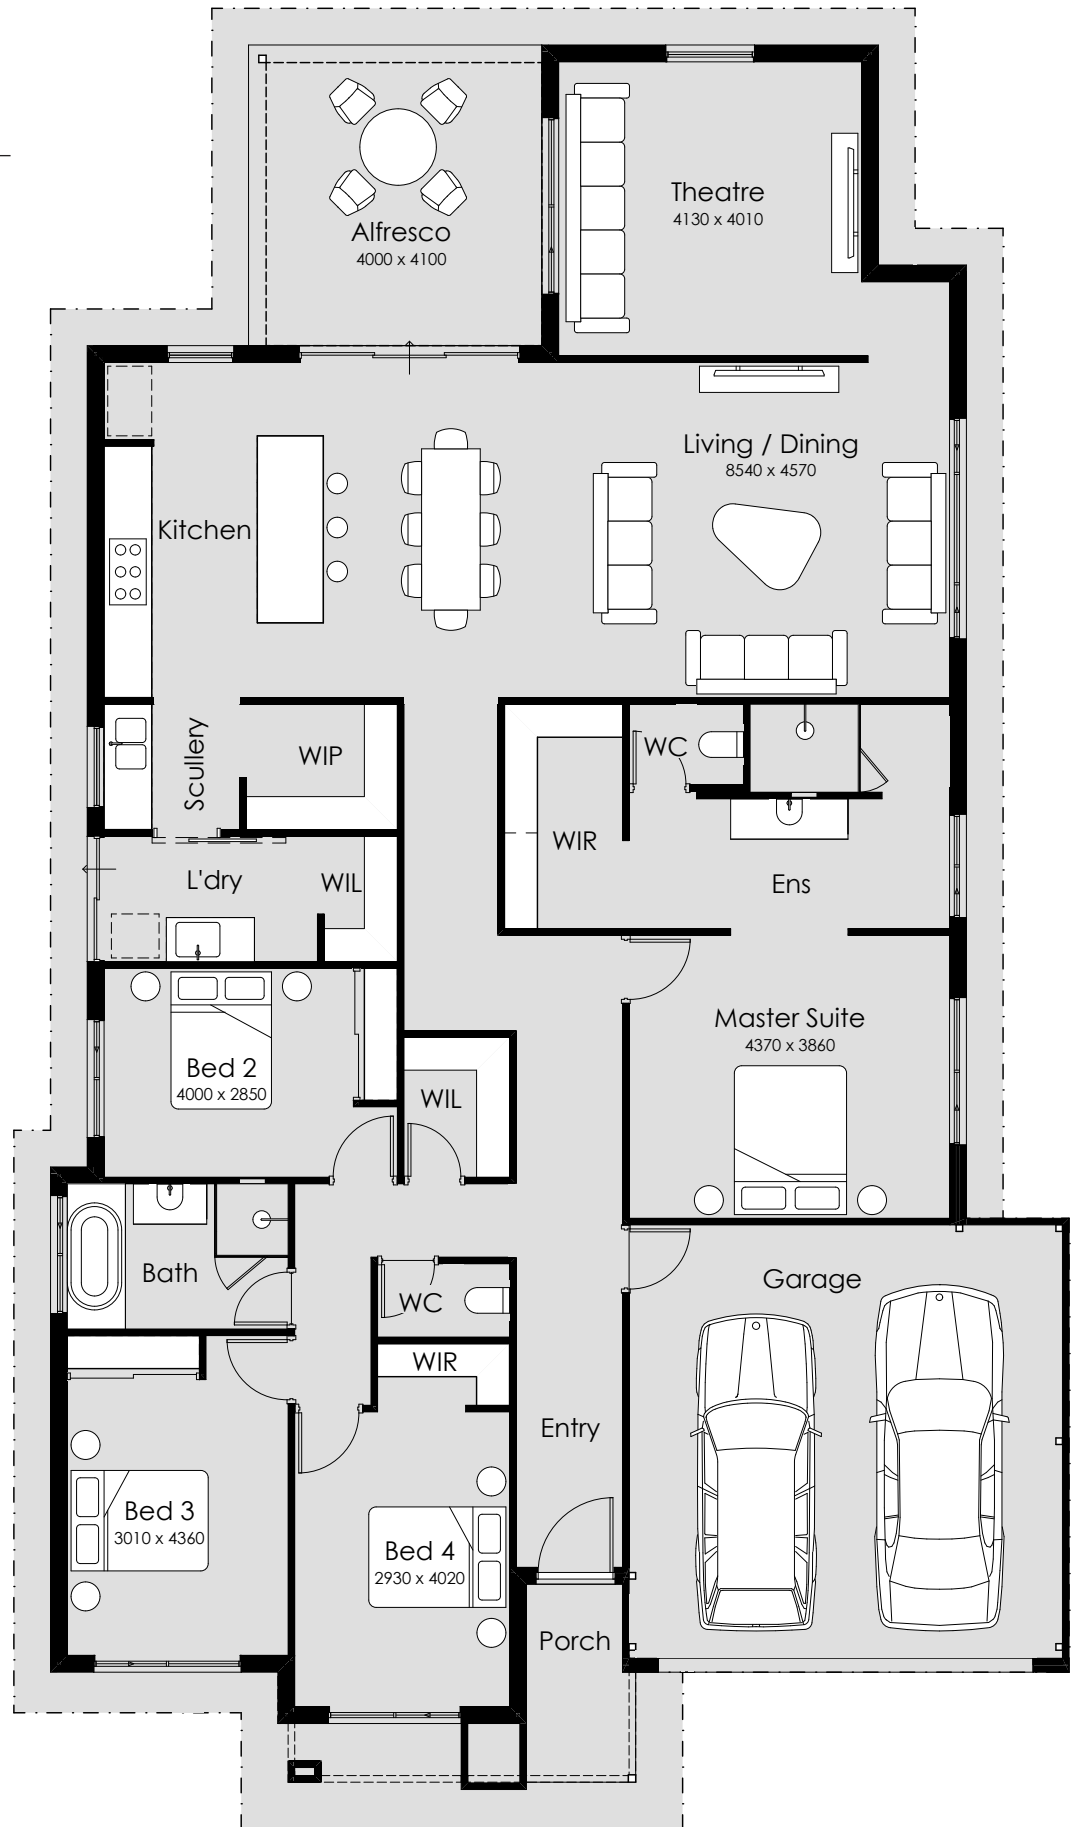 Theatre
4130 x 4010
Alfresco
4000 x 4100
Living / Dining
8540 x 4570
Kitchen
Scullery
WIP
WC
WIR
Ens
L'dry
WIL
Master Suite
4370 x 3860
Bed 2
4000 x 2850
WIL
Bath
WC
Garage
WIR
Entry
Bed 3
3010 x 4360
Bed 4
2930 x 4020
Porch